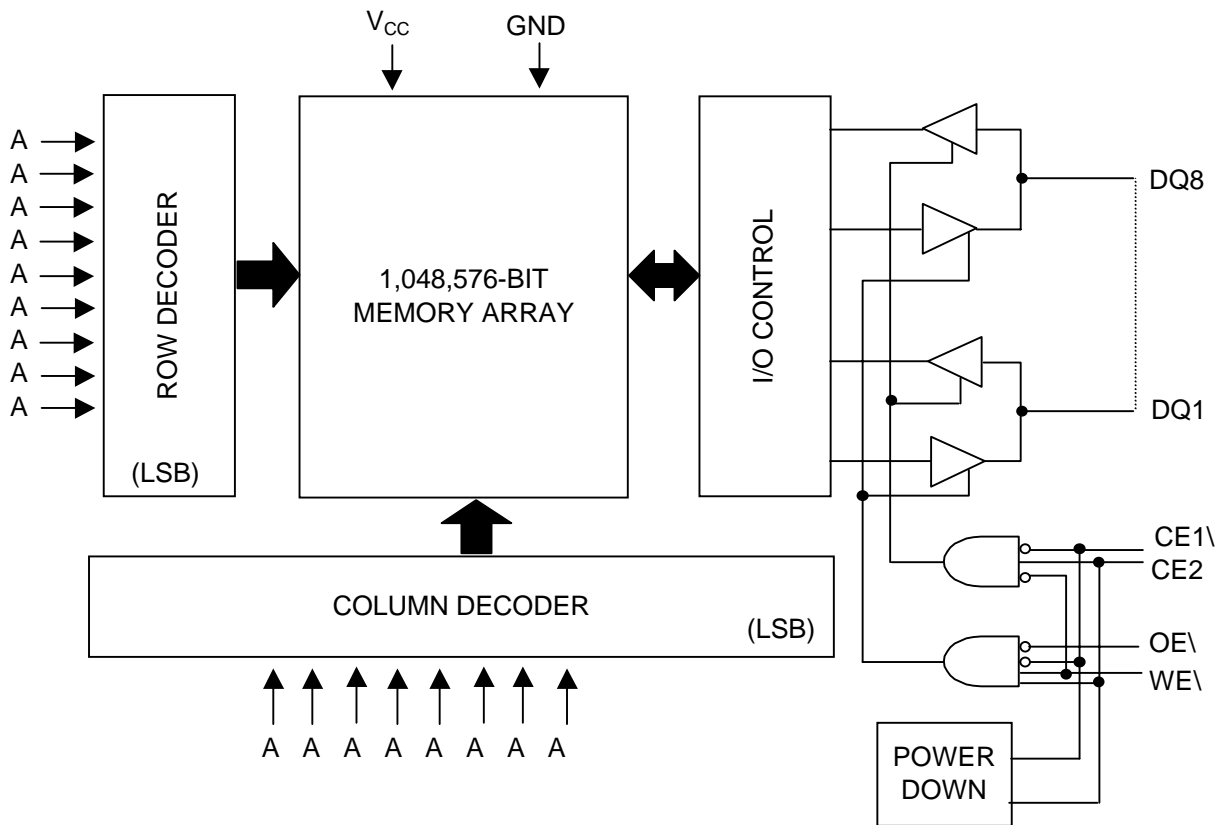 VCC
GND
A
A
A
A
A
A
A
A
A
ROW DECODER
(LSB)
1,048,576-BIT
MEMORY ARRAY
I/O CONTROL
DQ8
DQ1
COLUMN DECODER
(LSB)
A A A A A A A A
CE1\
CE2
OE\
WE\
POWER
DOWN